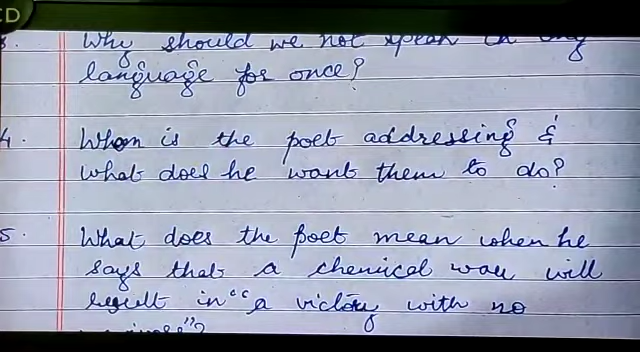 CD
3. Why should we not speak in any
language for once?
4. Whom is the poet addressing &
what does he want them to do?
5. What does the poet mean when he
says that a chemical war will
result in "a victory with no